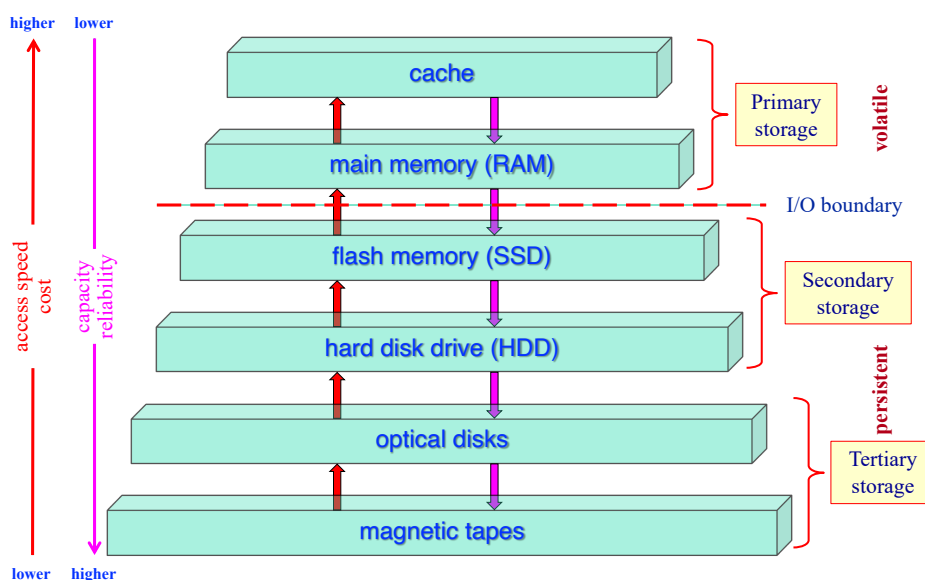 higher
lower
cache
Primary
storage
volatile
main memory (RAM)
I/O boundary
flash memory (SSD)
Secondary
storage
access speed
cost
capacity
reliability
hard disk drive (HDD)
persistent
optical disks
Tertiary
storage
magnetic tapes
lower
higher